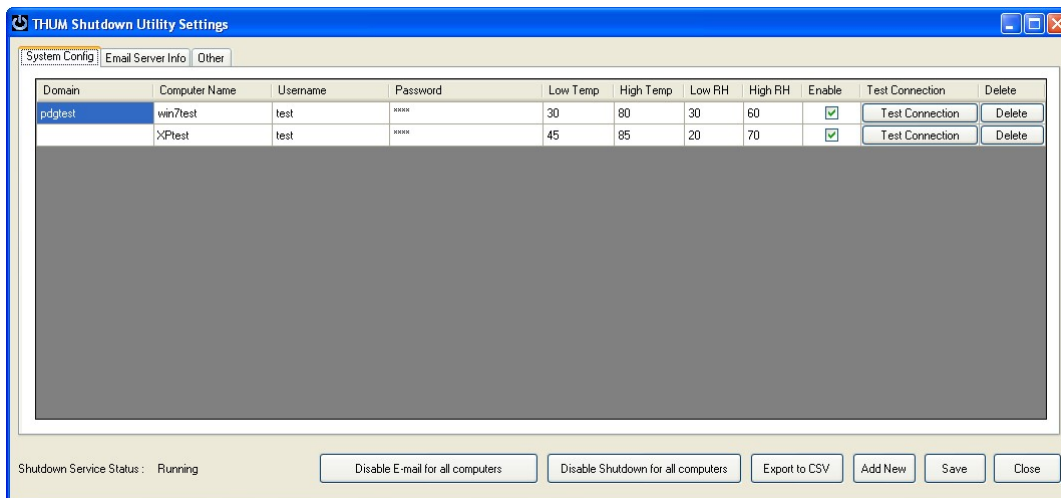 THUM Shutdown Utility Settings
System Config Email Server Info Other
Domain Computer Name Username Password Low Temp High Temp Low RH High RH Enable Test Connection Delete
pdgtest win7test test **** 30 80 30 60 Test Connection Delete
XPtest test **** 45 85 20 70 Test Connection Delete
Shutdown Service Status : Running Disable E-mail for all computers Disable Shutdown for all computers Export to CSV Add New Save Close